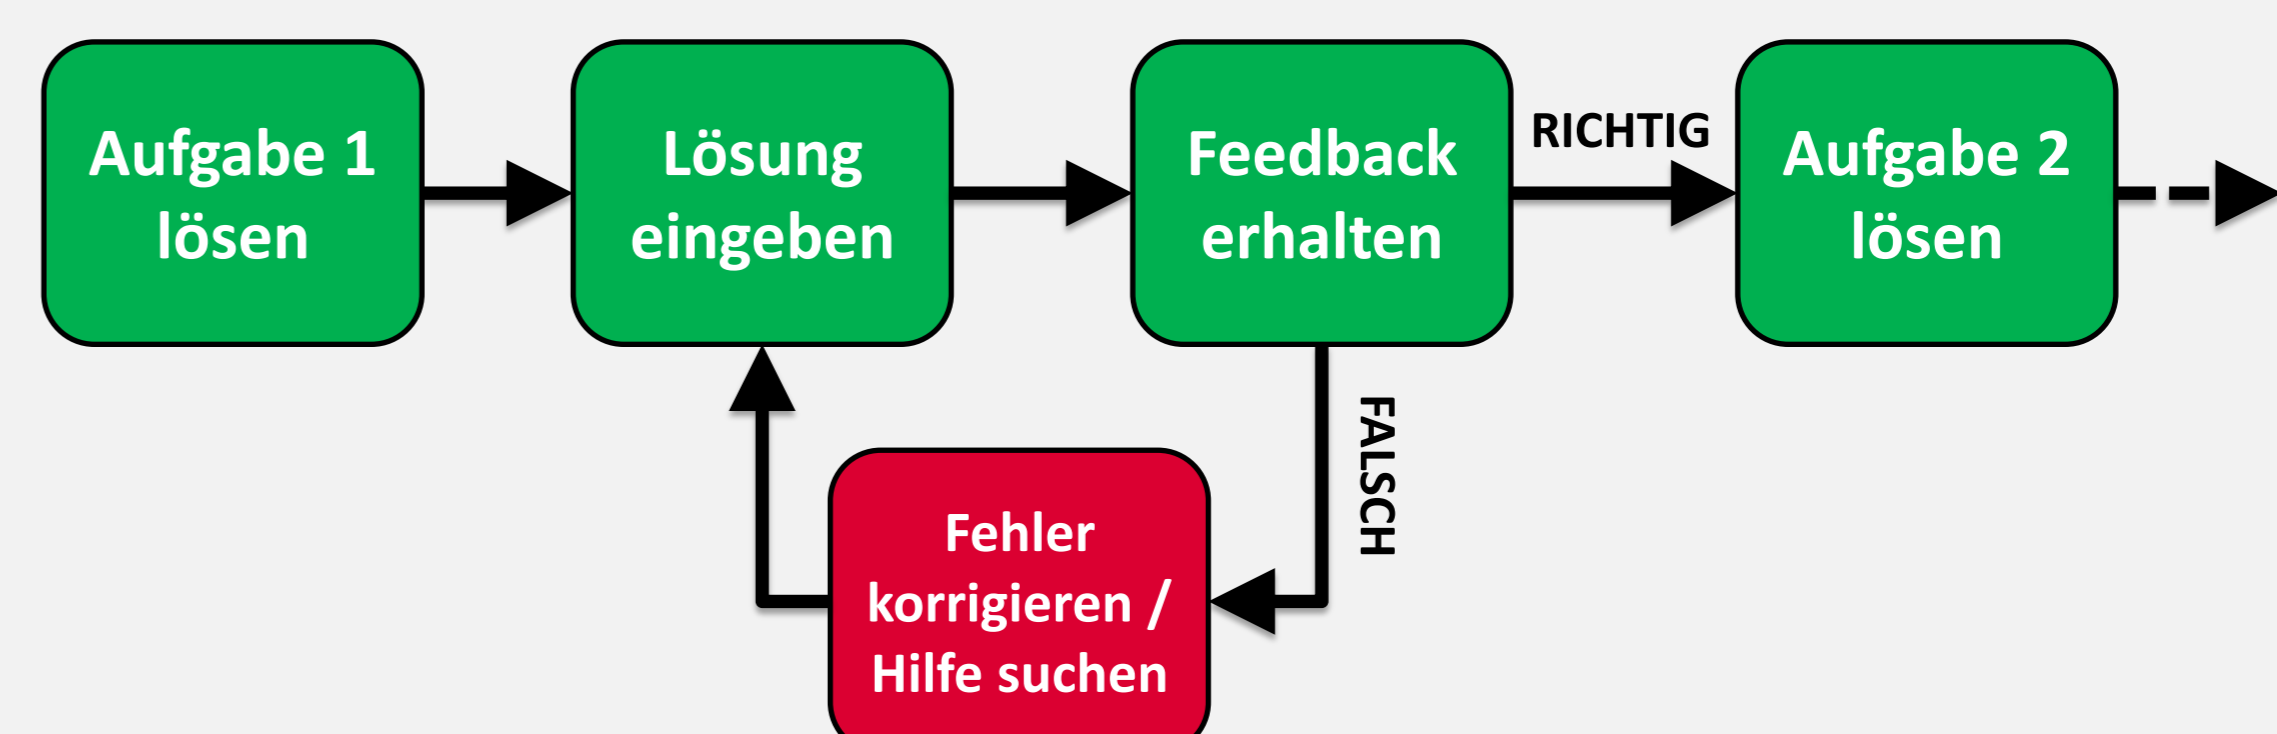 Aufgabe 1
lösen
Lösung
eingeben
Feedback
erhalten
RICHTIG
Aufgabe 2
lösen
FALSCH
Fehler
korrigieren /
Hilfe suchen